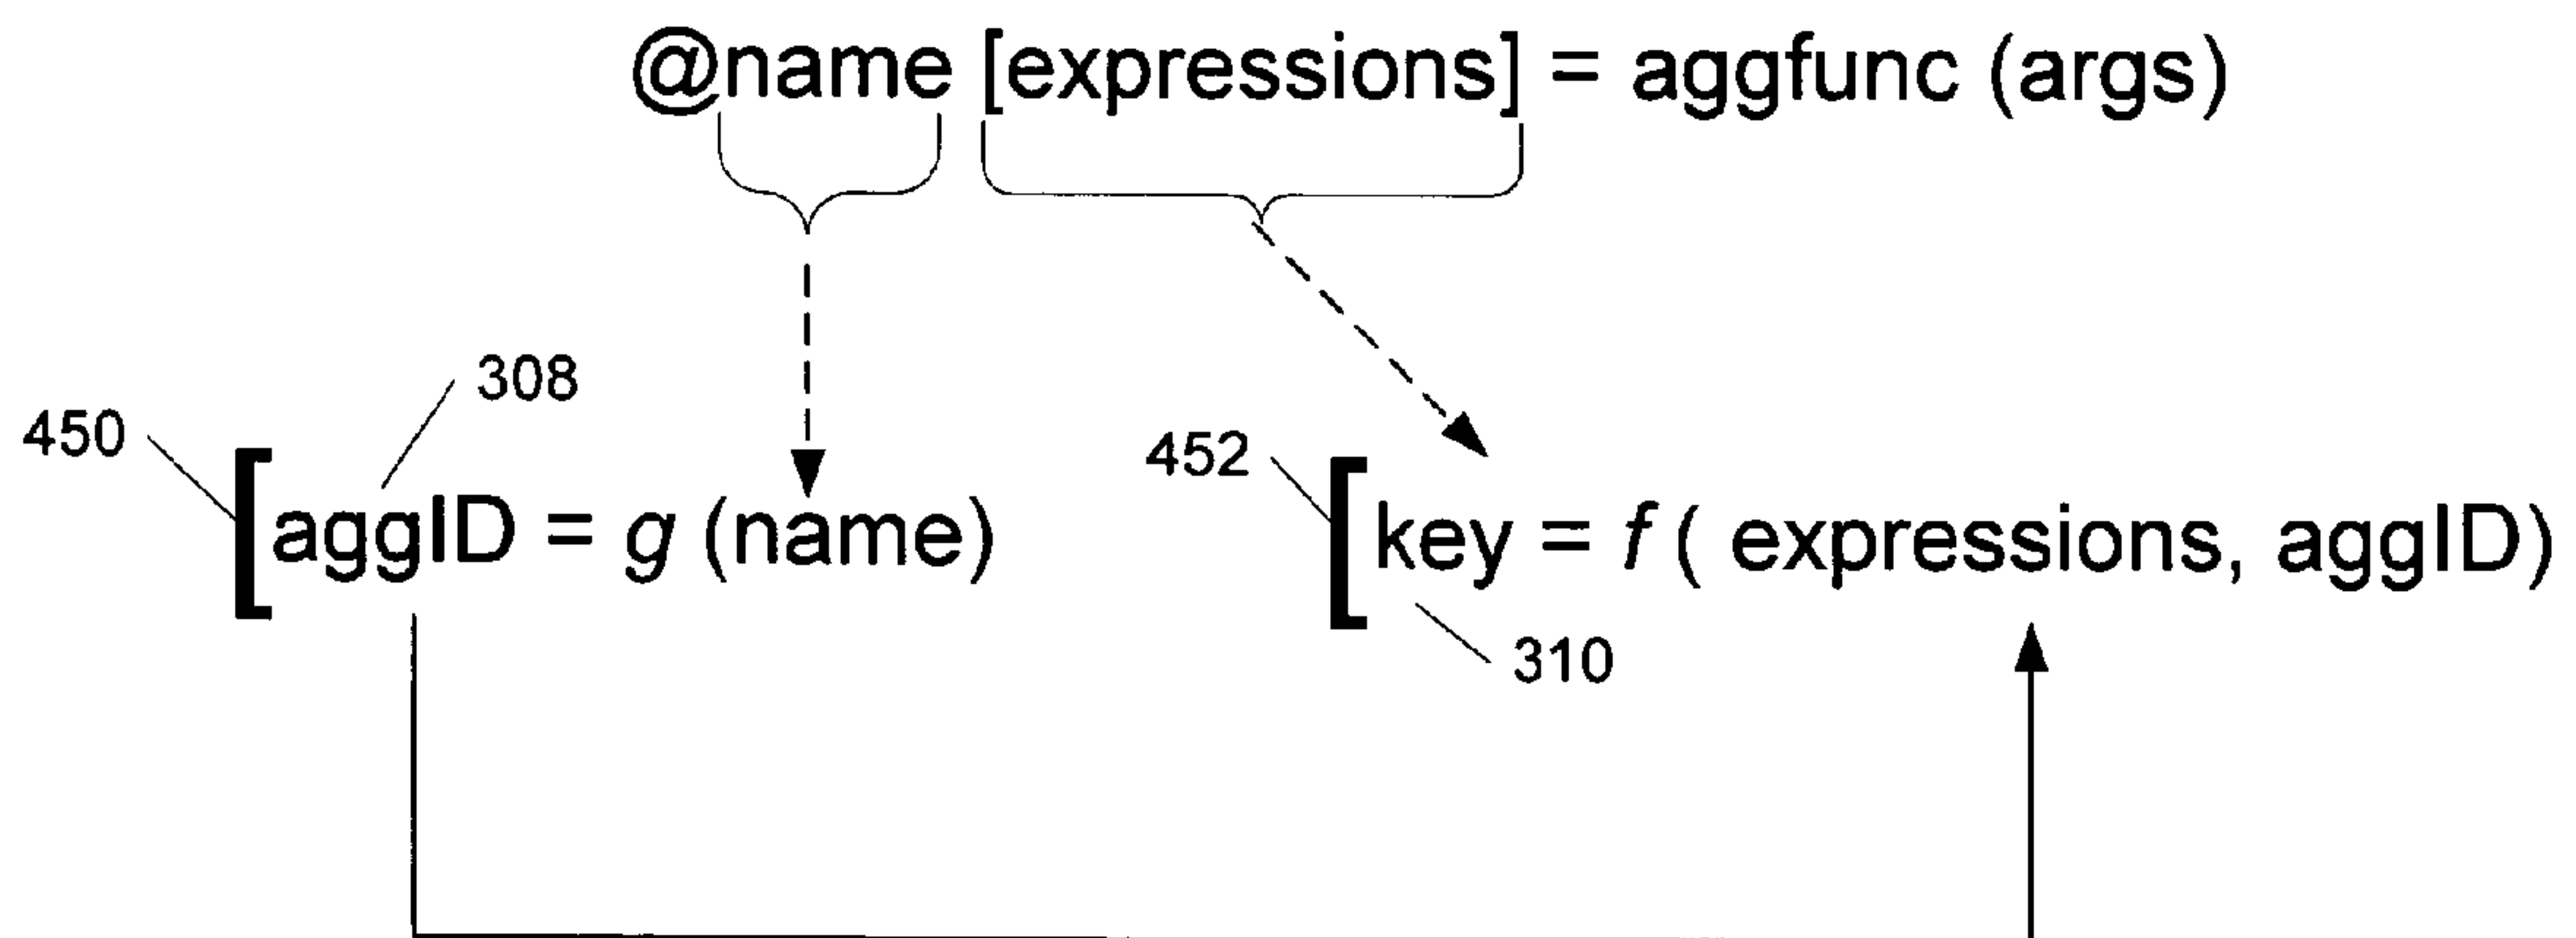 @name [expressions] = aggfunc (args)
308
450
452
aggID = g (name)
key = f ( expressions, aggID)
310